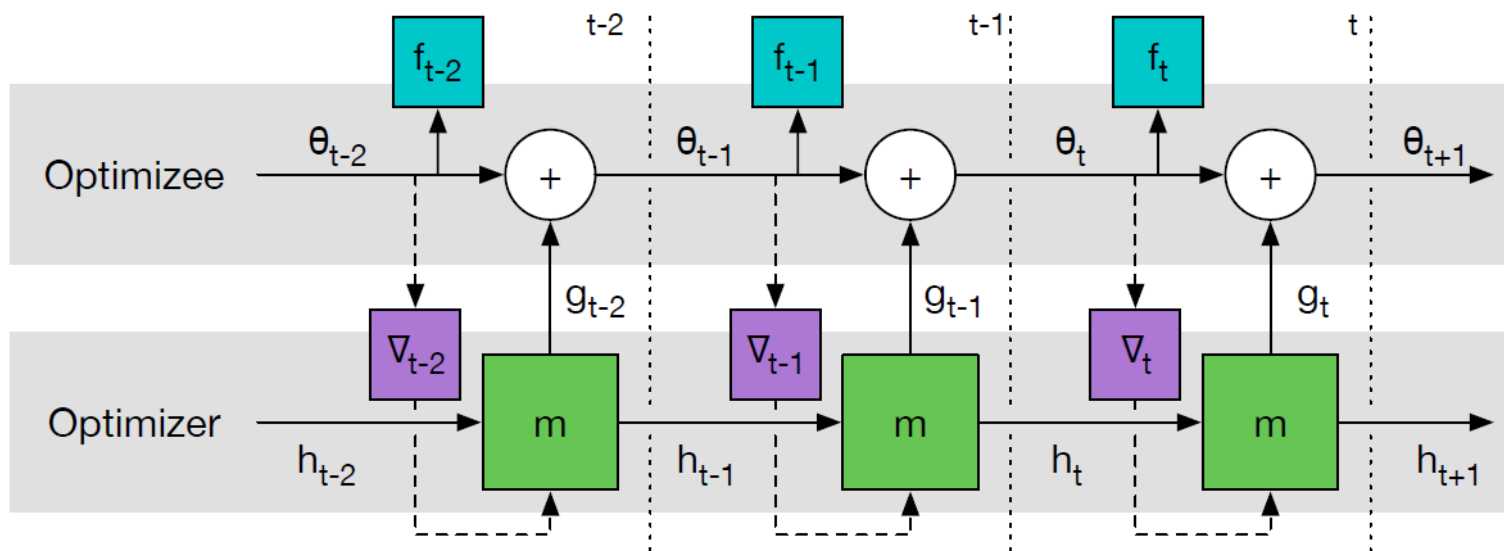 t-2 t-1 t
f_{t-2} f_{t-1} f_t
θ_{t-2} θ_{t-1} θ_t θ_{t+1}
Optimizee + + +
g_{t-2} g_{t-1} g_t
∇_{t-2} ∇_{t-1} ∇_t
Optimizer m m m
h_{t-2} h_{t-1} h_t h_{t+1}